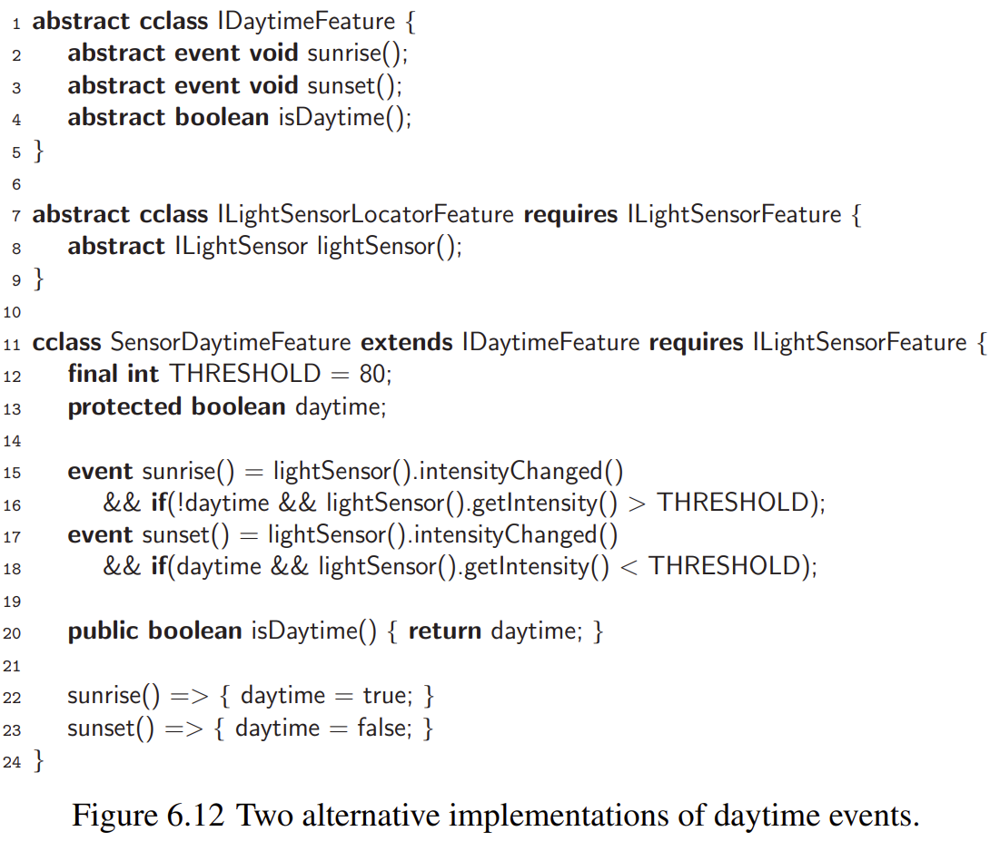 1 abstract cclass IDaytimeFeature {
2 abstract event void sunrise();
3 abstract event void sunset();
4 abstract boolean isDaytime();
5 }
6
7 abstract cclass ILightSensorLocatorFeature requires ILightSensorFeature {
8 abstract ILightSensor lightSensor();
9 }
10
11 cclass SensorDaytimeFeature extends IDaytimeFeature requires ILightSensorFeature {
12 final int THRESHOLD = 80;
13 protected boolean daytime;
14
15 event sunrise() = lightSensor().intensityChanged()
16 && if(!daytime && lightSensor().getIntensity() > THRESHOLD);
17 event sunset() = lightSensor().intensityChanged()
18 && if(daytime && lightSensor().getIntensity() < THRESHOLD);
19
20 public boolean isDaytime() { return daytime; }
21
22 sunrise() => { daytime = true; }
23 sunset() => { daytime = false; }
24 }
Figure 6.12 Two alternative implementations of daytime events.